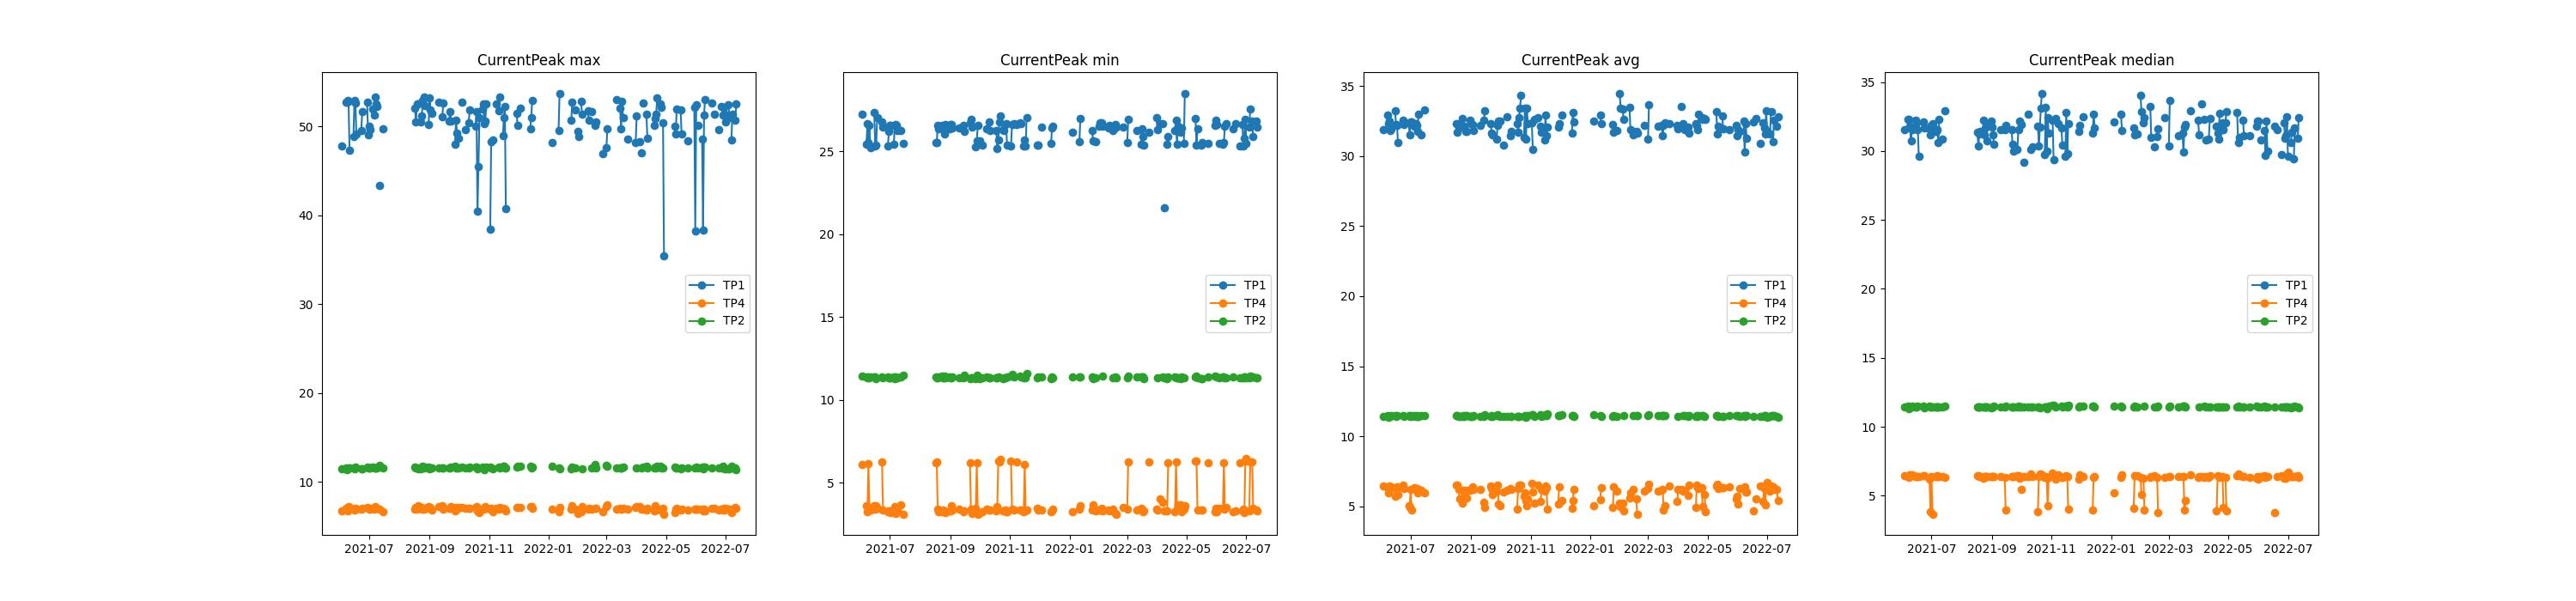 CurrentPeak max
50
40
30
20
10
2021-07 2021-09 2021-11 2022-01 2022-03 2022-05 2022-07
TP1
TP4
TP2
CurrentPeak min
25
20
15
10
5
2021-07 2021-09 2021-11 2022-01 2022-03 2022-05 2022-07
TP1
TP4
TP2
CurrentPeak avg
35
30
25
20
15
10
5
2021-07 2021-09 2021-11 2022-01 2022-03 2022-05 2022-07
TP1
TP4
TP2
CurrentPeak median
35
30
25
20
15
10
5
2021-07 2021-09 2021-11 2022-01 2022-03 2022-05 2022-07
TP1
TP4
TP2